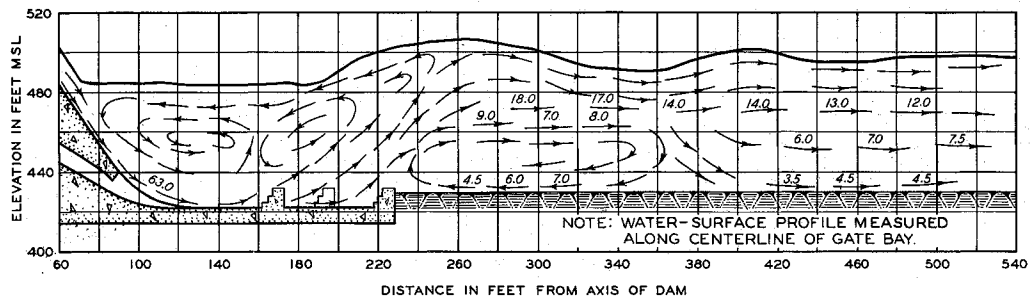 520
480
440
400
ELEVATION IN FEET MSL
18.0 17.0 14.0 14.0 13.0 12.0
9.0 7.0 8.0
6.0 7.0 7.5
63.0
4.5 6.0 7.0 3.5 4.5 4.5
NOTE: WATER-SURFACE PROFILE MEASURED
ALONG CENTERLINE OF GATE BAY.
60 100 140 180 220 260 300 340 380 420 460 500 540
DISTANCE IN FEET FROM AXIS OF DAM